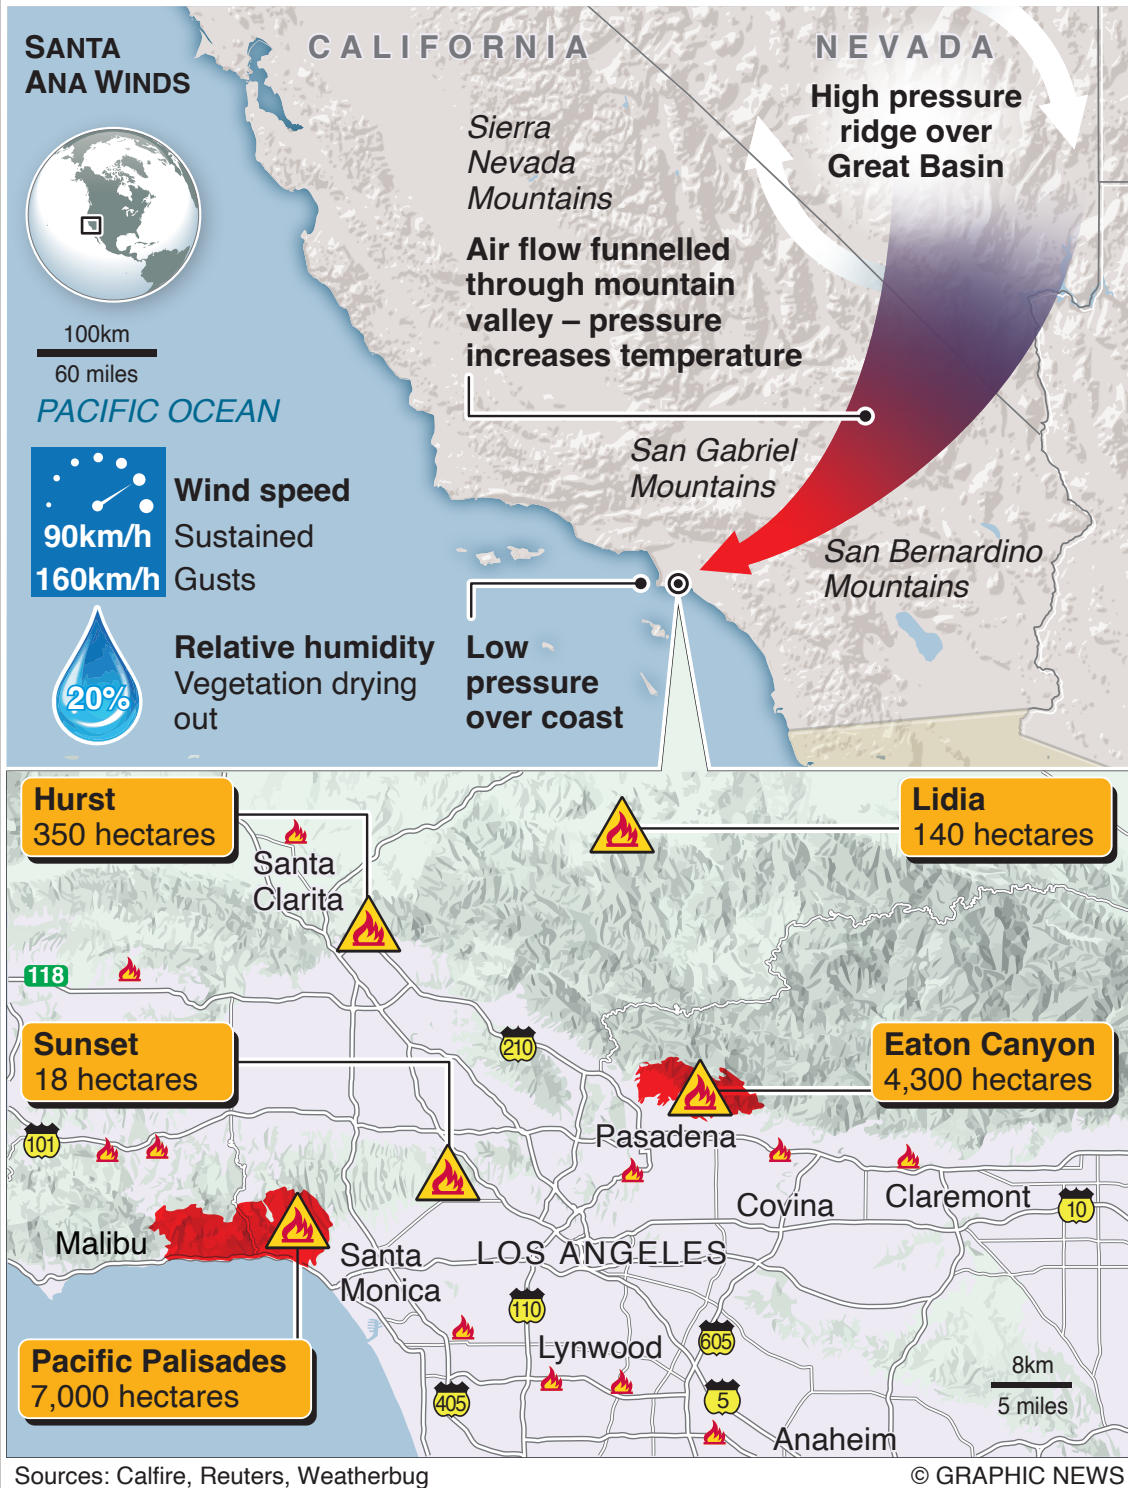 SANTA
ANA WINDS
CALIFORNIA
NEVADA
High pressure
ridge over
Great Basin
Sierra
Nevada
Mountains
Air flow funnelled
through mountain
valley – pressure
increases temperature
100km
60 miles
PACIFIC OCEAN
San Gabriel
Mountains
Wind speed
90km/h Sustained
160km/h Gusts
San Bernardino
Mountains
20%
Relative humidity
Vegetation drying
out
Low
pressure
over coast
Hurst
350 hectares
Lidia
140 hectares
Santa
Clarita
118
Sunset
18 hectares
210
Eaton Canyon
4,300 hectares
101
Pasadena
Covina
Claremont
10
Malibu
Santa
Monica
LOS ANGELES
110
Lynwood
605
Pacific Palisades
7,000 hectares
405
5
8km
5 miles
Anaheim
Sources: Calfire, Reuters, Weatherbug
© GRAPHIC NEWS